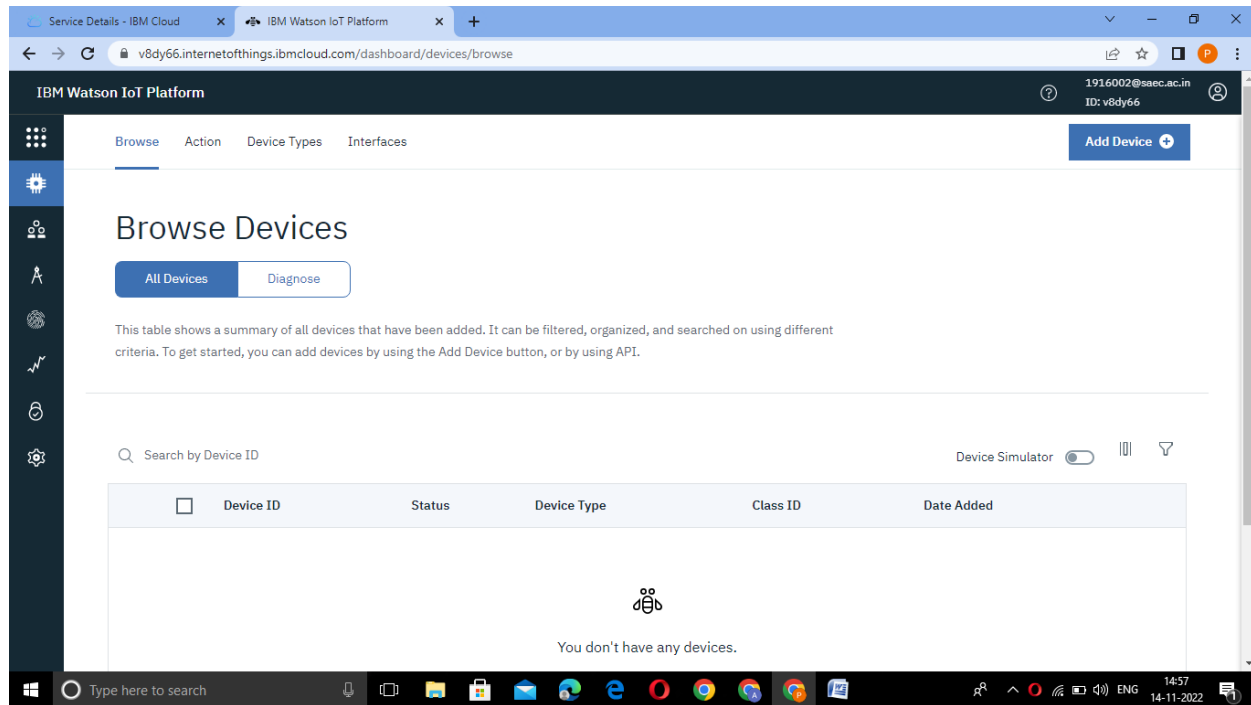 Service Details - IBM Cloud
IBM Watson IoT Platform
v8dy66.internetofthings.ibmcloud.com/dashboard/devices/browse
P
IBM Watson IoT Platform
1916002@saec.ac.in
ID: v8dy66
Browse Action Device Types Interfaces
Add Device
Browse Devices
All Devices Diagnose
This table shows a summary of all devices that have been added. It can be filtered, organized, and searched on using different
criteria. To get started, you can add devices by using the Add Device button, or by using API.
Search by Device ID
Device Simulator
Device ID Status Device Type Class ID Date Added
You don't have any devices.
Type here to search
ENG
14:57
14-11-2022
1